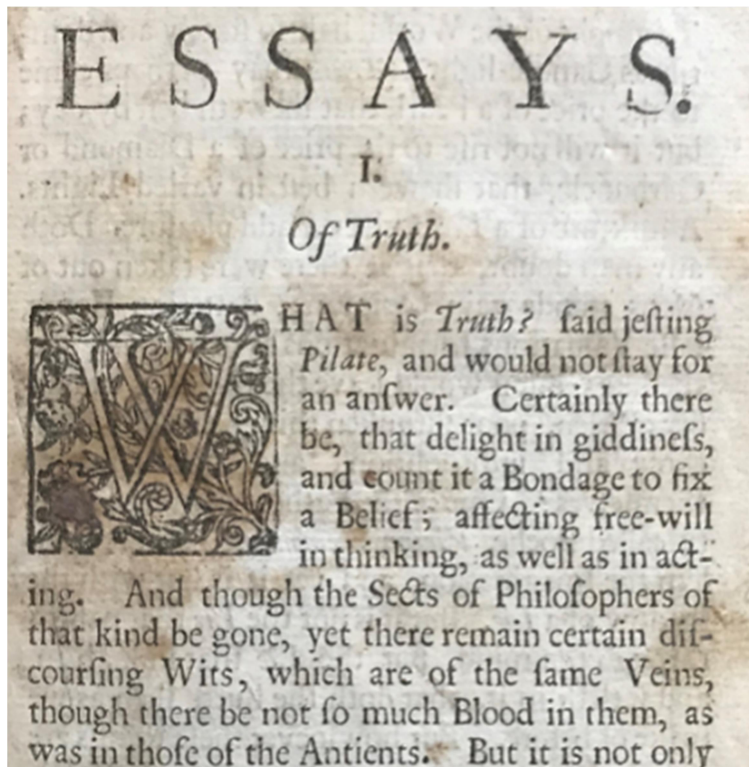 ESSAYS.
I.
Of Truth.
WHAT is Truth? ſaid jeſting
Pilate, and would not ſtay for
an anſwer. Certainly there
be, that delight in giddineſs,
and count it a Bondage to fix
a Belief; affecting free-will
in thinking, as well as in act-
ing. And though the Sects of Philoſophers of
that kind be gone, yet there remain certain diſ-
courſing Wits, which are of the ſame Veins,
though there be not ſo much Blood in them, as
was in thoſe of the Antients. But it is not only